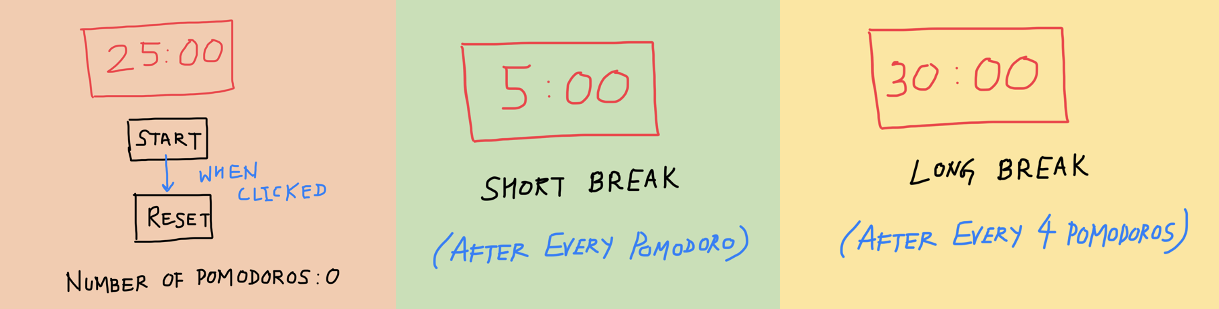 25:00
START
WHEN
CLICKED
RESET
NUMBER OF POMODOROS: 0
5:00
SHORT BREAK
(AFTER EVERY POMODORO)
30:00
LONG BREAK
(AFTER EVERY 4 POMODOROS)